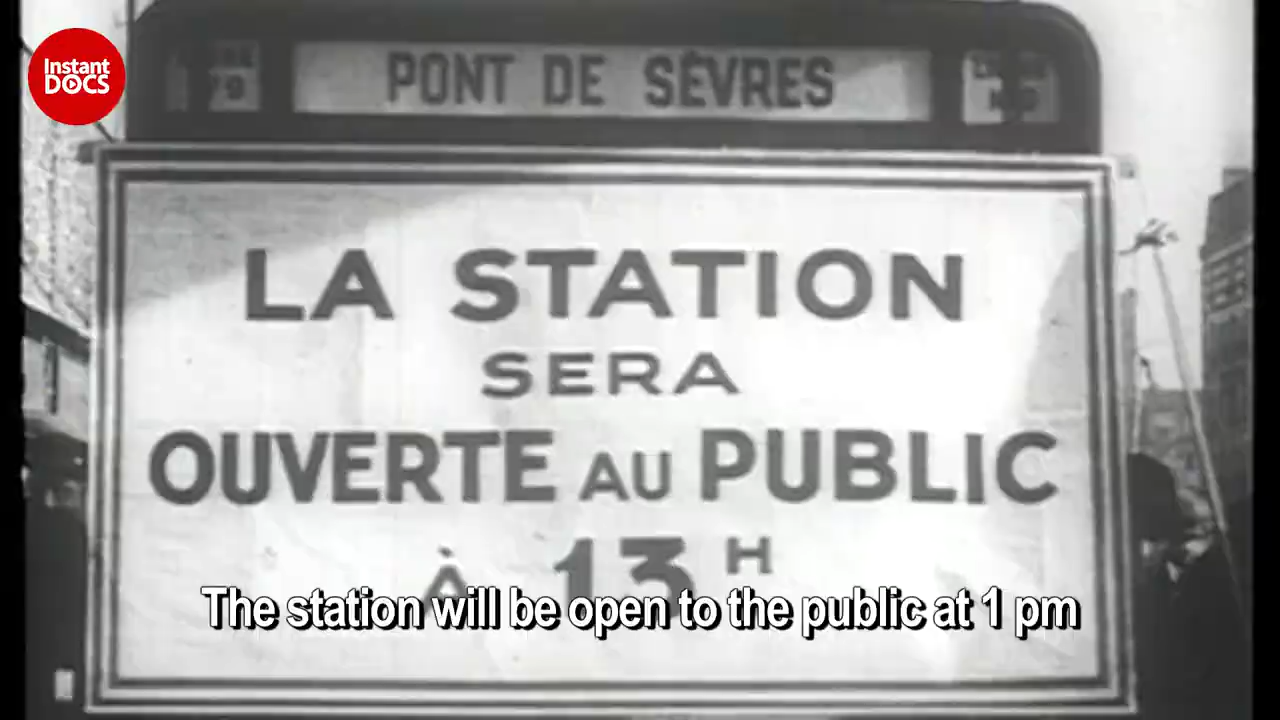 Instant
DOCS
PONT DE SÈVRES
LA STATION
SERA
OUVERTE AU PUBLIC
À 13 H
The station will be open to the public at 1 pm